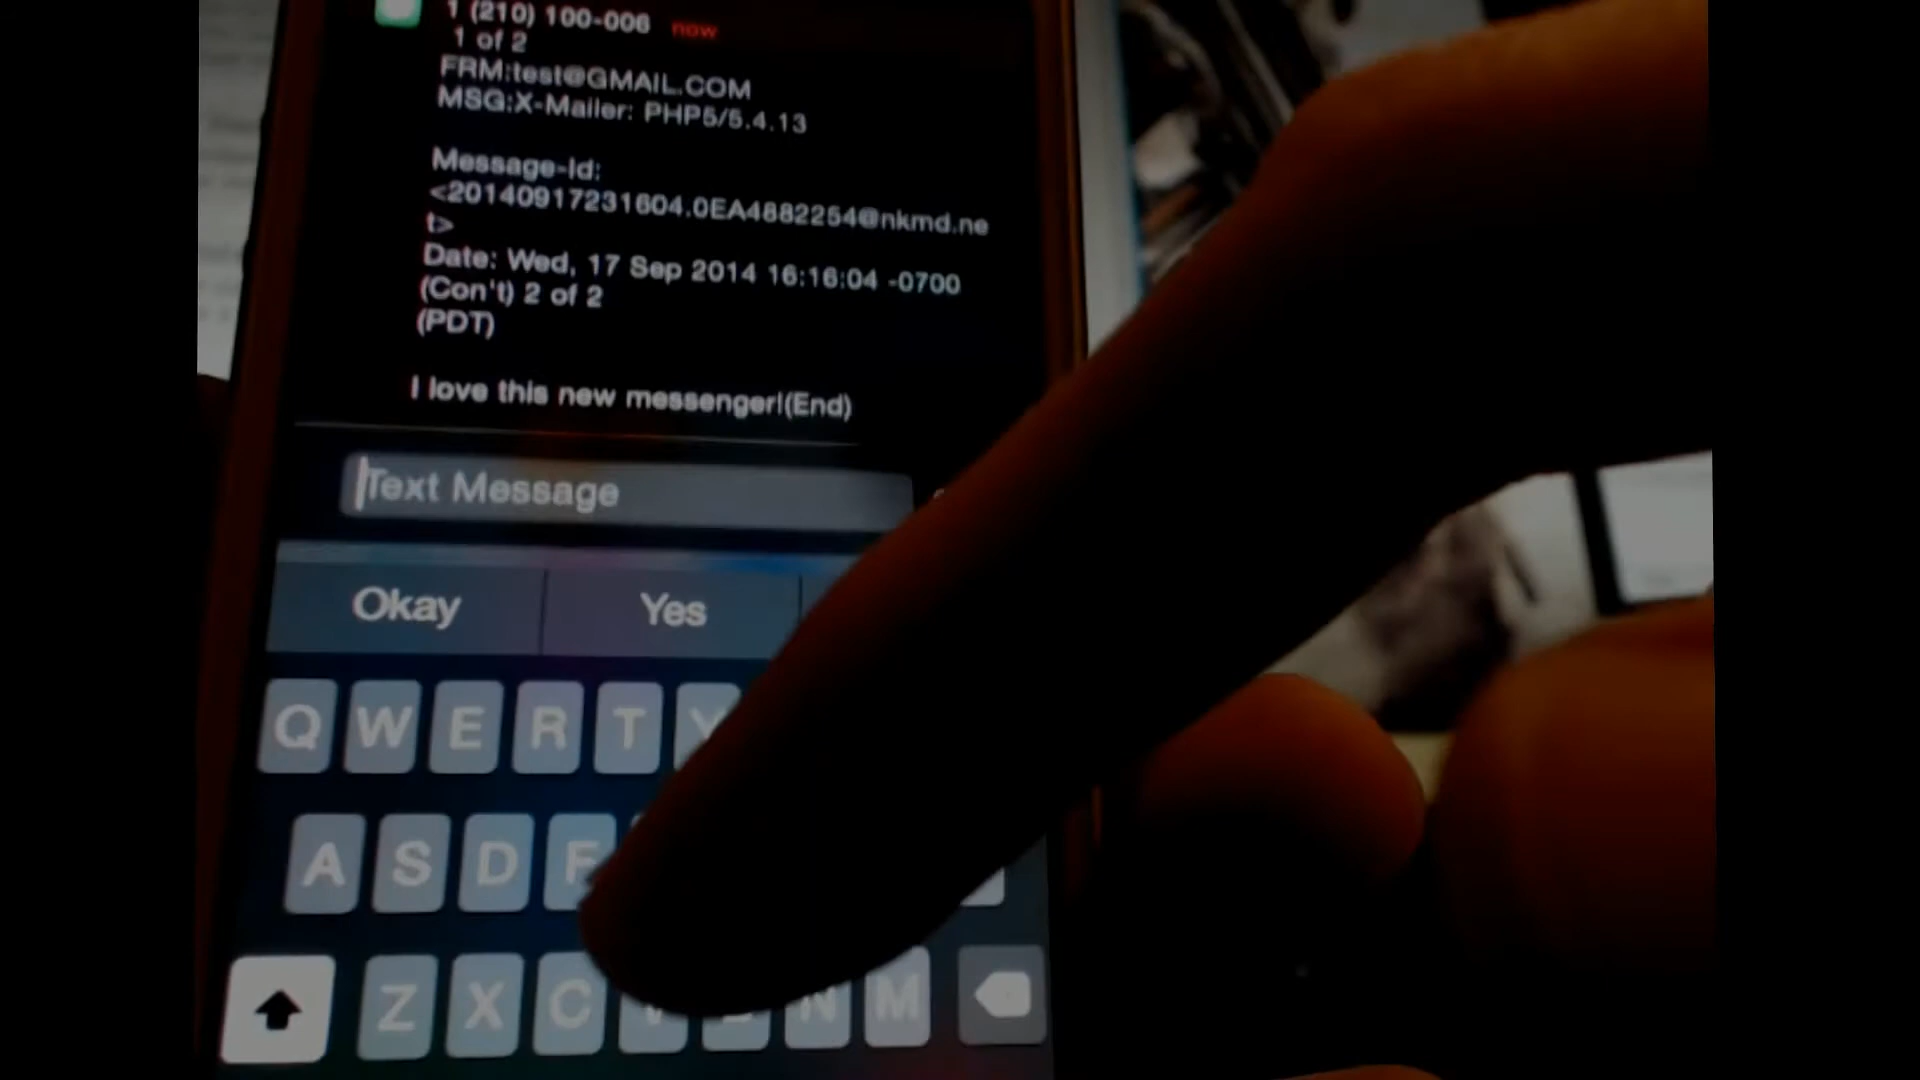 1 (210) 100-006 now
1 of 2
FRM:test@GMAIL.COM
MSG:X-Mailer: PHP5/5.4.13
Message-Id:
<20140917231604.0EA4882254@nkmd.ne
t>
Date: Wed, 17 Sep 2014 16:16:04 -0700
(Con't) 2 of 2
(PDT)
I love this new messenger!(End)
Text Message
Okay Yes
Q W E R T Y
A S D F
Z X C V B N M